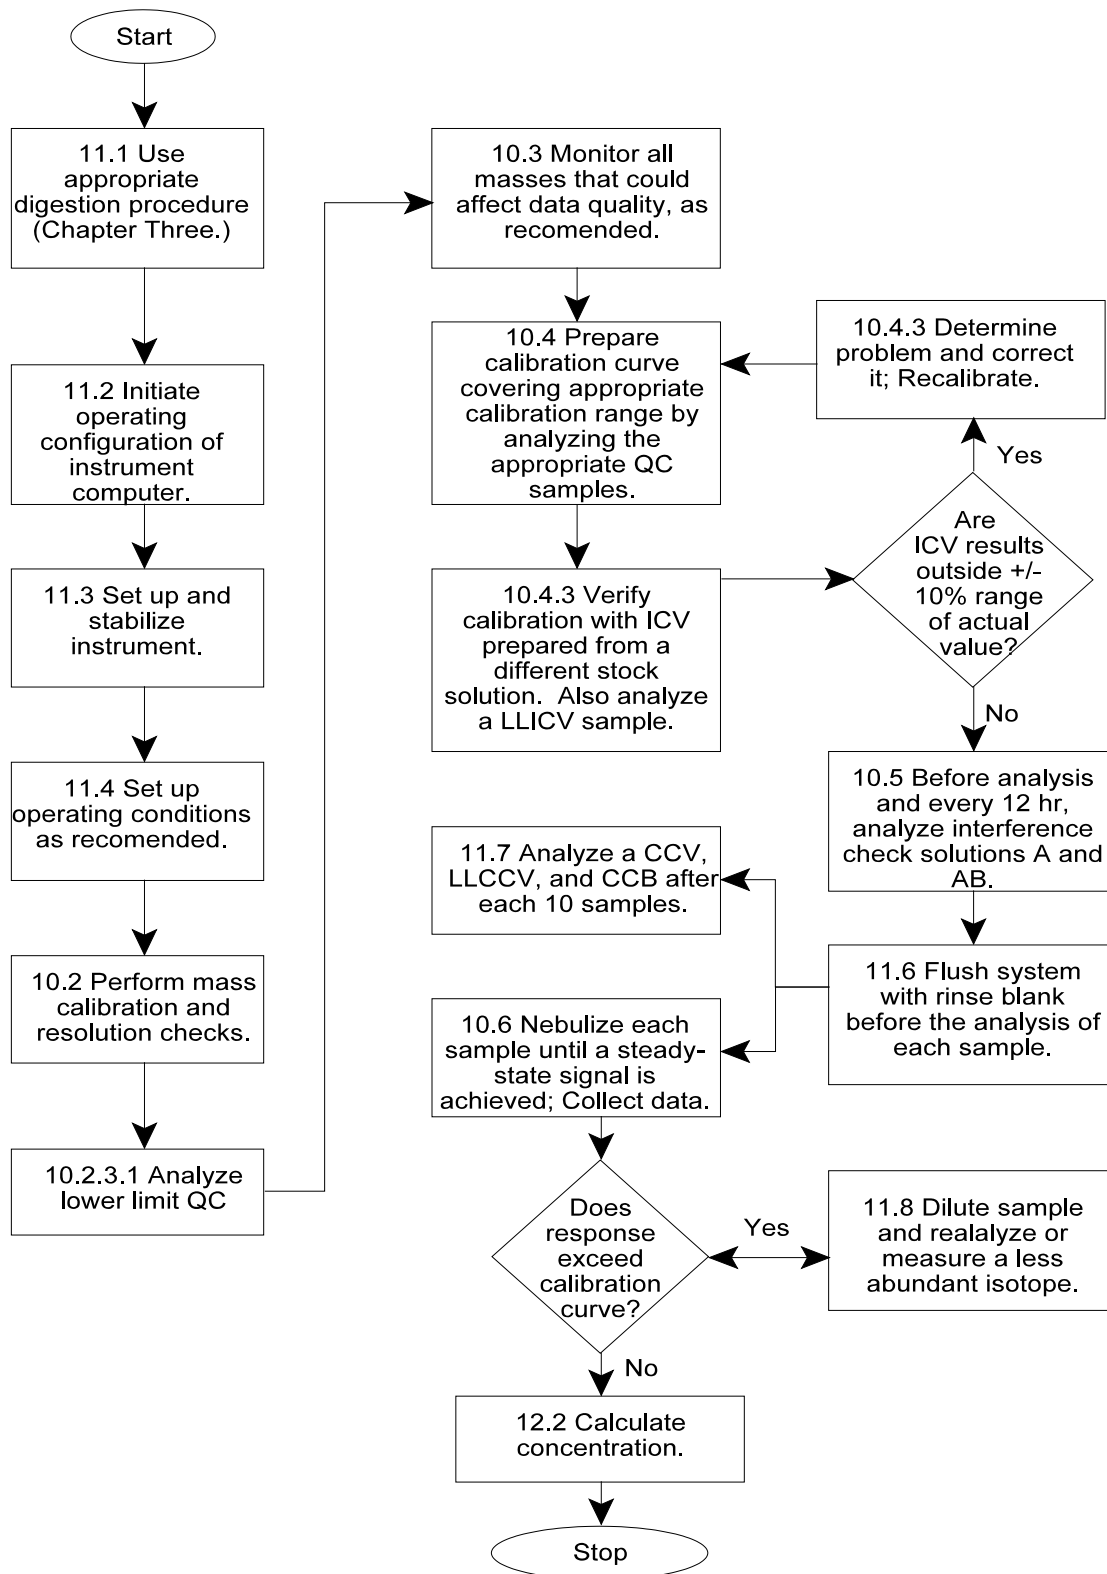 Start
11.1 Use
appropriate
digestion procedure
(Chapter Three.)
11.2 Initiate
operating
configuration of
instrument
computer.
11.3 Set up and
stabilize
instrument.
11.4 Set up
operating conditions
as recomended.
10.2 Perform mass
calibration and
resolution checks.
10.2.3.1 Analyze
lower limit QC
10.3 Monitor all
masses that could
affect data quality, as
recomended.
10.4 Prepare
calibration curve
covering appropriate
calibration range by
analyzing the
appropriate QC
samples.
10.4.3 Verify
calibration with ICV
prepared from a
different stock
solution. Also analyze
a LLICV sample.
Are
ICV results
outside +/-
10% range
of actual
value?
Yes
10.4.3 Determine
problem and correct
it; Recalibrate.
No
10.5 Before analysis
and every 12 hr,
analyze interference
check solutions A and
AB.
11.6 Flush system
with rinse blank
before the analysis of
each sample.
11.7 Analyze a CCV,
LLCCV, and CCB after
each 10 samples.
10.6 Nebulize each
sample until a steady-
state signal is
achieved; Collect data.
Does
response
exceed
calibration
curve?
Yes
11.8 Dilute sample
and realalyze or
measure a less
abundant isotope.
No
12.2 Calculate
concentration.
Stop